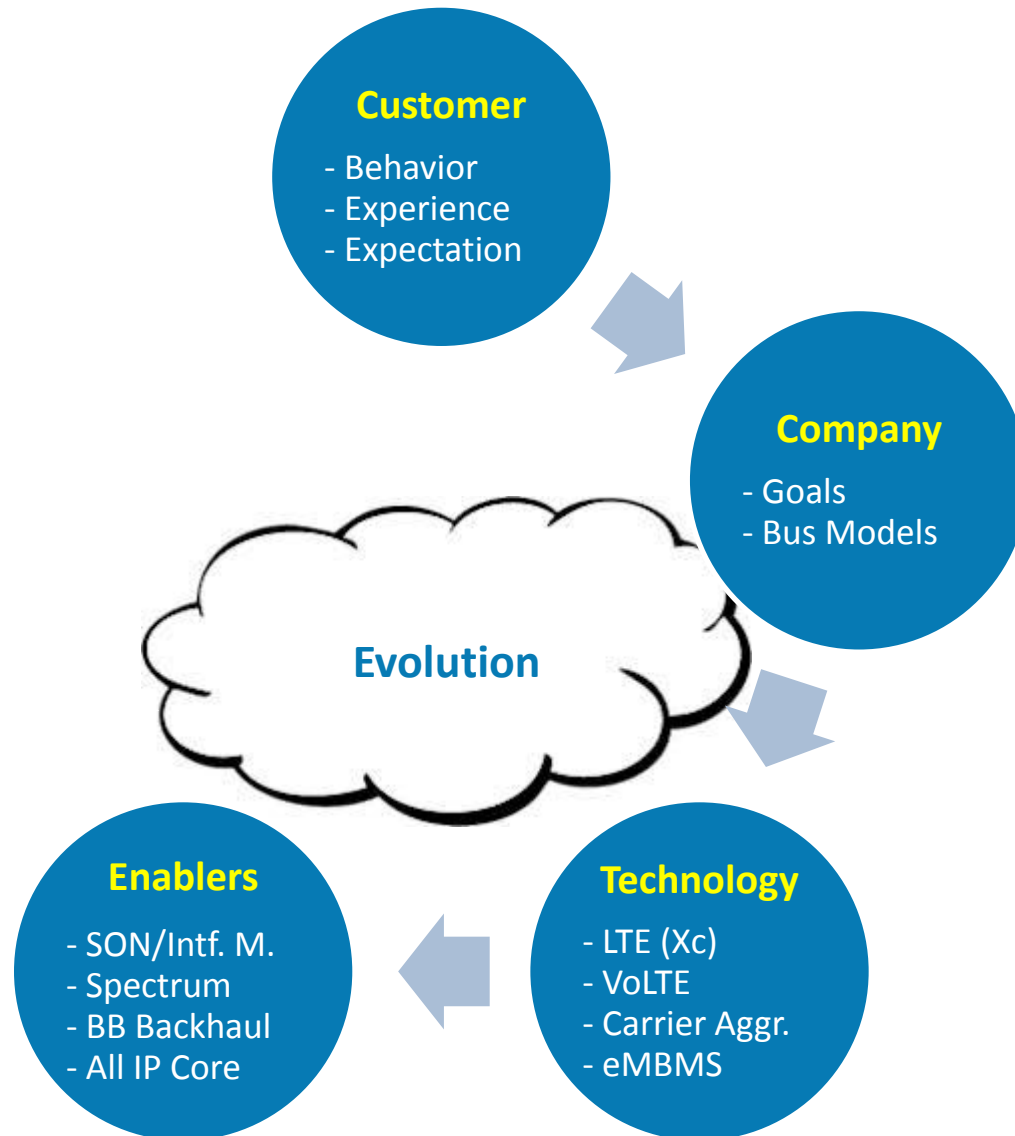 Customer
- Behavior
- Experience
- Expectation
Company
- Goals
- Bus Models
Evolution
Enablers
- SON/Intf. M.
- Spectrum
- BB Backhaul
- All IP Core
Technology
- LTE (Xc)
- VoLTE
- Carrier Aggr.
- eMBMS